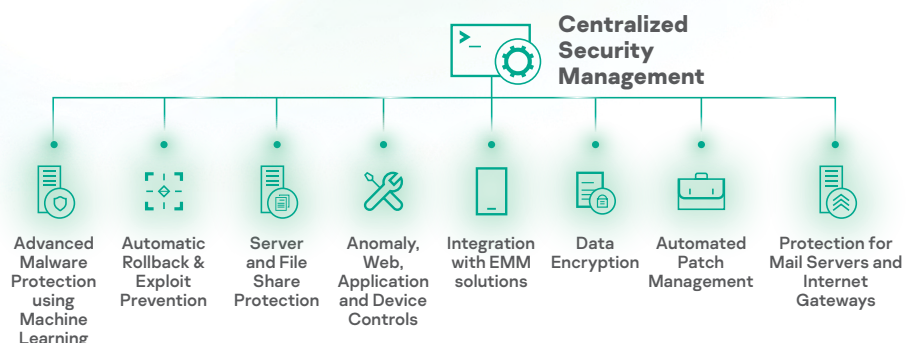 >_
Centralized
Security
Management
Advanced
Malware
Protection
using
Machine
Learning
Automatic
Rollback &
Exploit
Prevention
Server
and File
Share
Protection
Anomaly,
Web,
Application
and Device
Controls
Integration
with EMM
solutions
Data
Encryption
Automated
Patch
Management
Protection for
Mail Servers and
Internet
Gateways